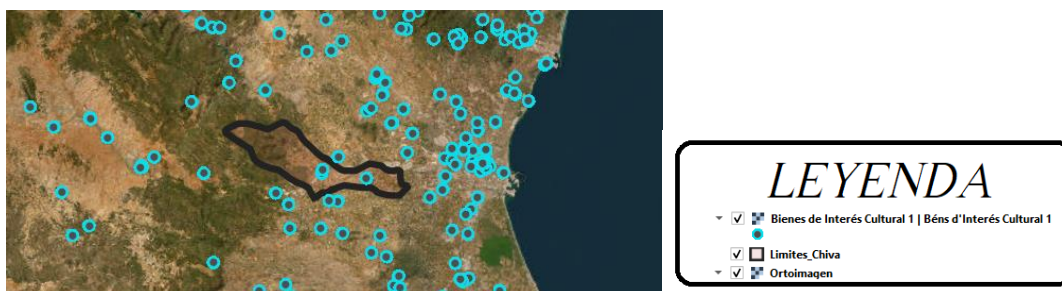 LEYENDA
Bienes de Interés Cultural 1 | Béns d'Interés Cultural 1
Limites_Chiva
Ortoimagen